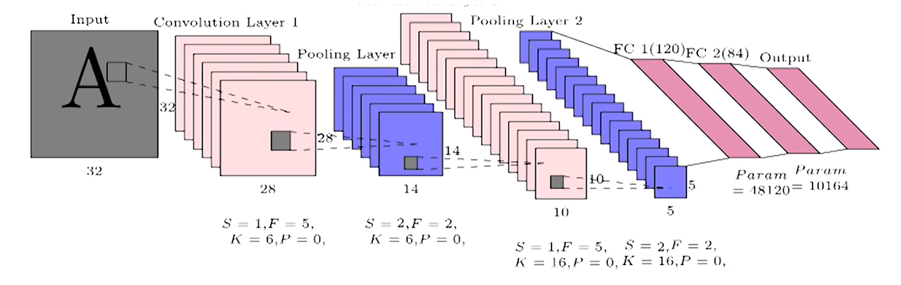 Input
Convolution Layer 1
Pooling Layer
Pooling Layer 2
FC 1(120)
FC 2(84)
Output
A
32
32
28
28
14
14
10
10
5
5
Param
= 48120
Param
= 10164
S = 1,F = 5,
K = 6,P = 0,
S = 2,F = 2,
K = 6,P = 0,
S = 1,F = 5,
K = 16,P = 0,
S = 2,F = 2,
K = 16,P = 0,